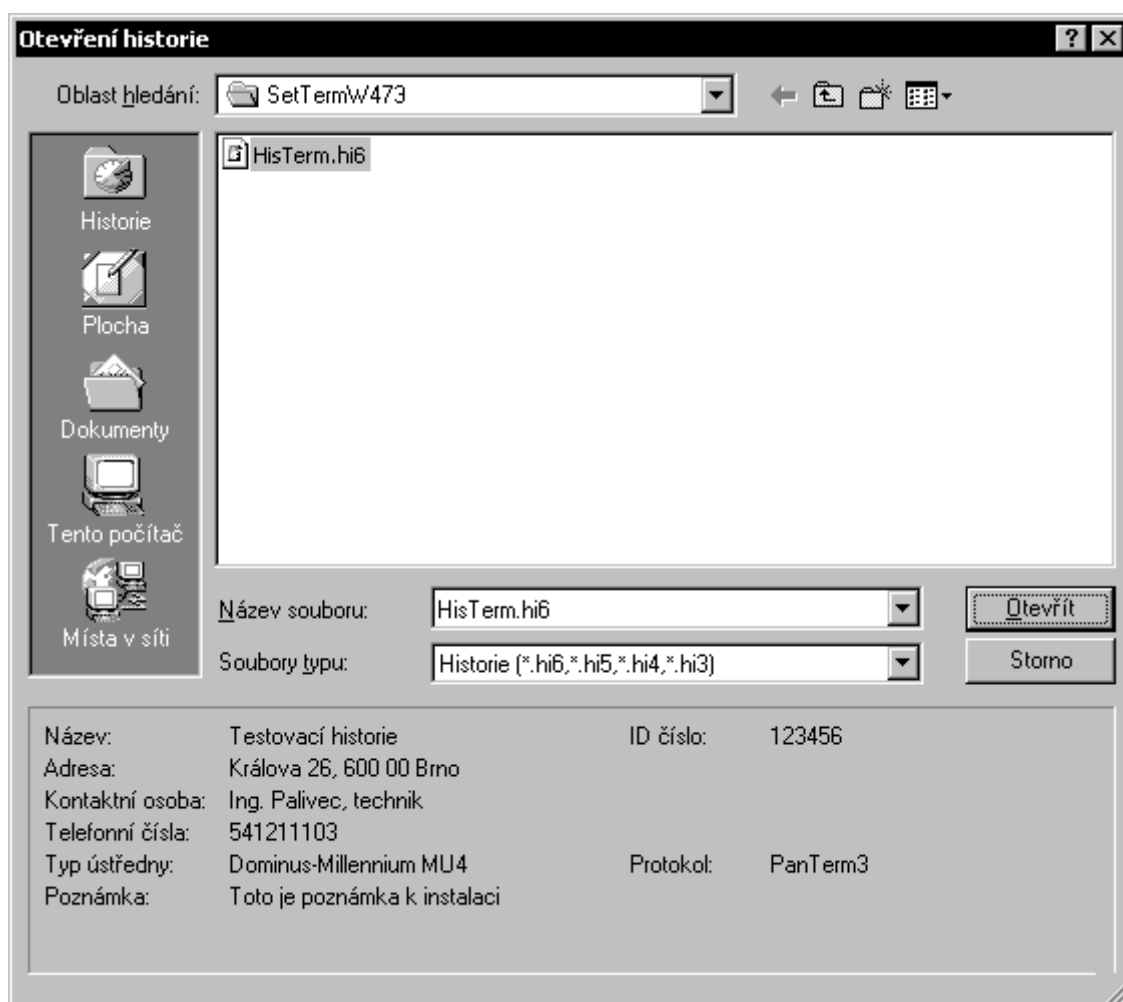 Otevření historie
Oblast hledání: SetTermW473
HisTerm.hi6
Historie
Plocha
Dokumenty
Tento počítač
Místa v síti
Název souboru: HisTerm.hi6 Otevřít
Soubory typu: Historie (*.hi6,*.hi5,*.hi4,*.hi3) Storno
Název: Testovací historie ID číslo: 123456
Adresa: Králova 26, 600 00 Brno
Kontaktní osoba: Ing. Palivec, technik
Telefonní čísla: 541211103
Typ ústředny: Dominus-Millennium MU4 Protokol: PanTerm3
Poznámka: Toto je poznámka k instalaci